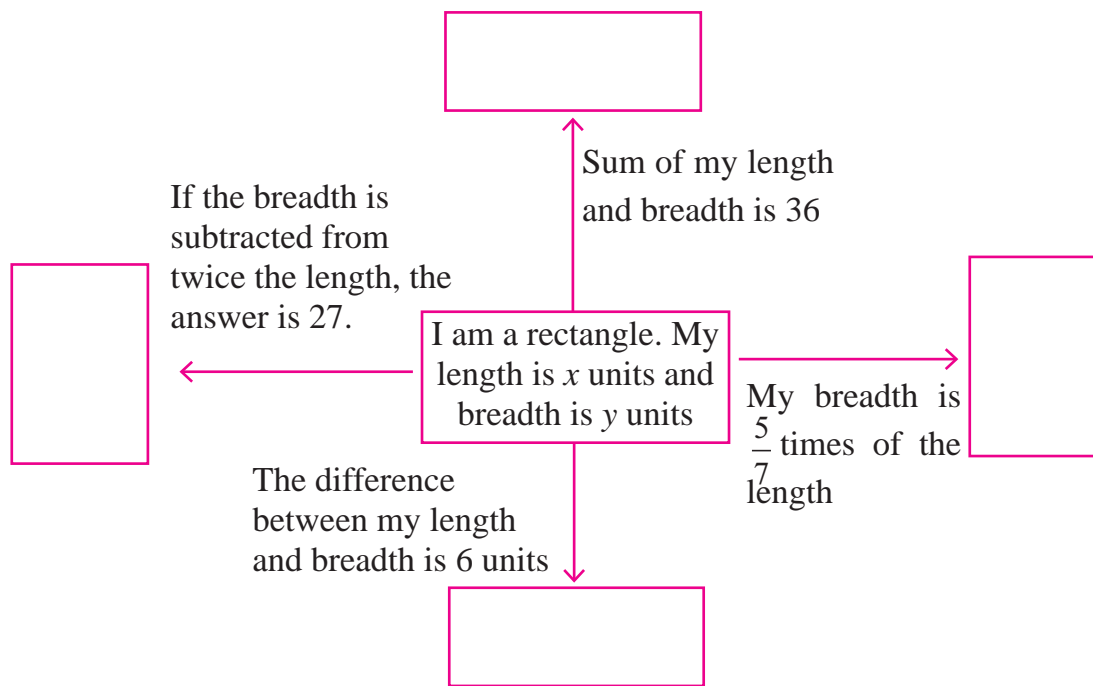 Sum of my length
and breadth is 36
If the breadth is
subtracted from
twice the length, the
answer is 27.
I am a rectangle. My
length is x units and
breadth is y units
My breadth is
5/7 times of the
length
The difference
between my length
and breadth is 6 units